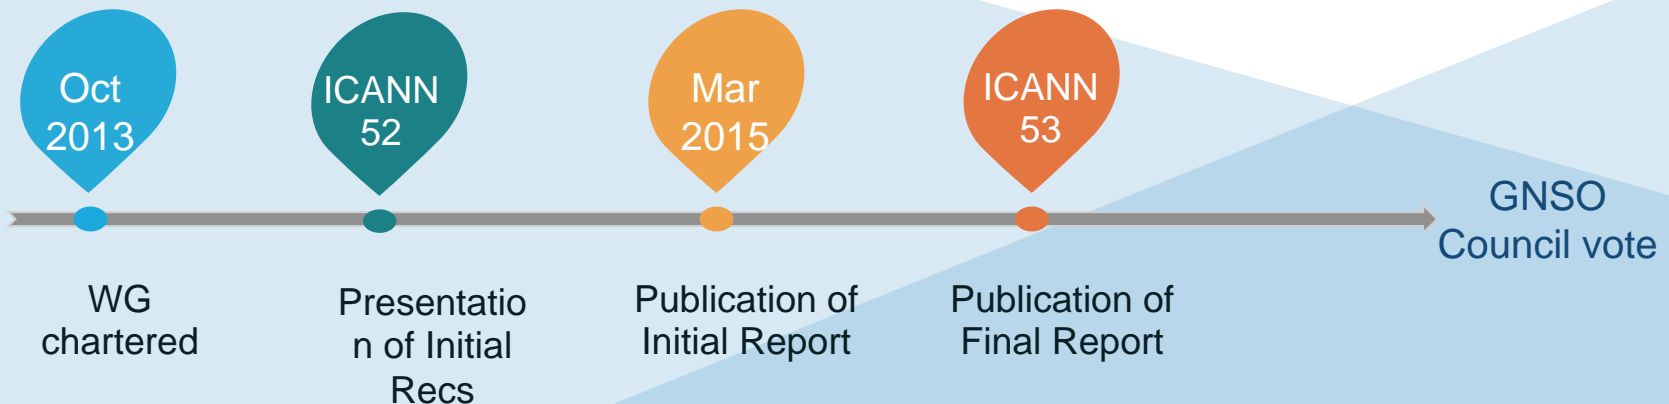 Oct
2013
ICANN
52
Mar
2015
ICANN
53
GNSO
Council vote
WG
chartered
Presentatio
n of Initial
Recs
Publication of
Initial Report
Publication of
Final Report